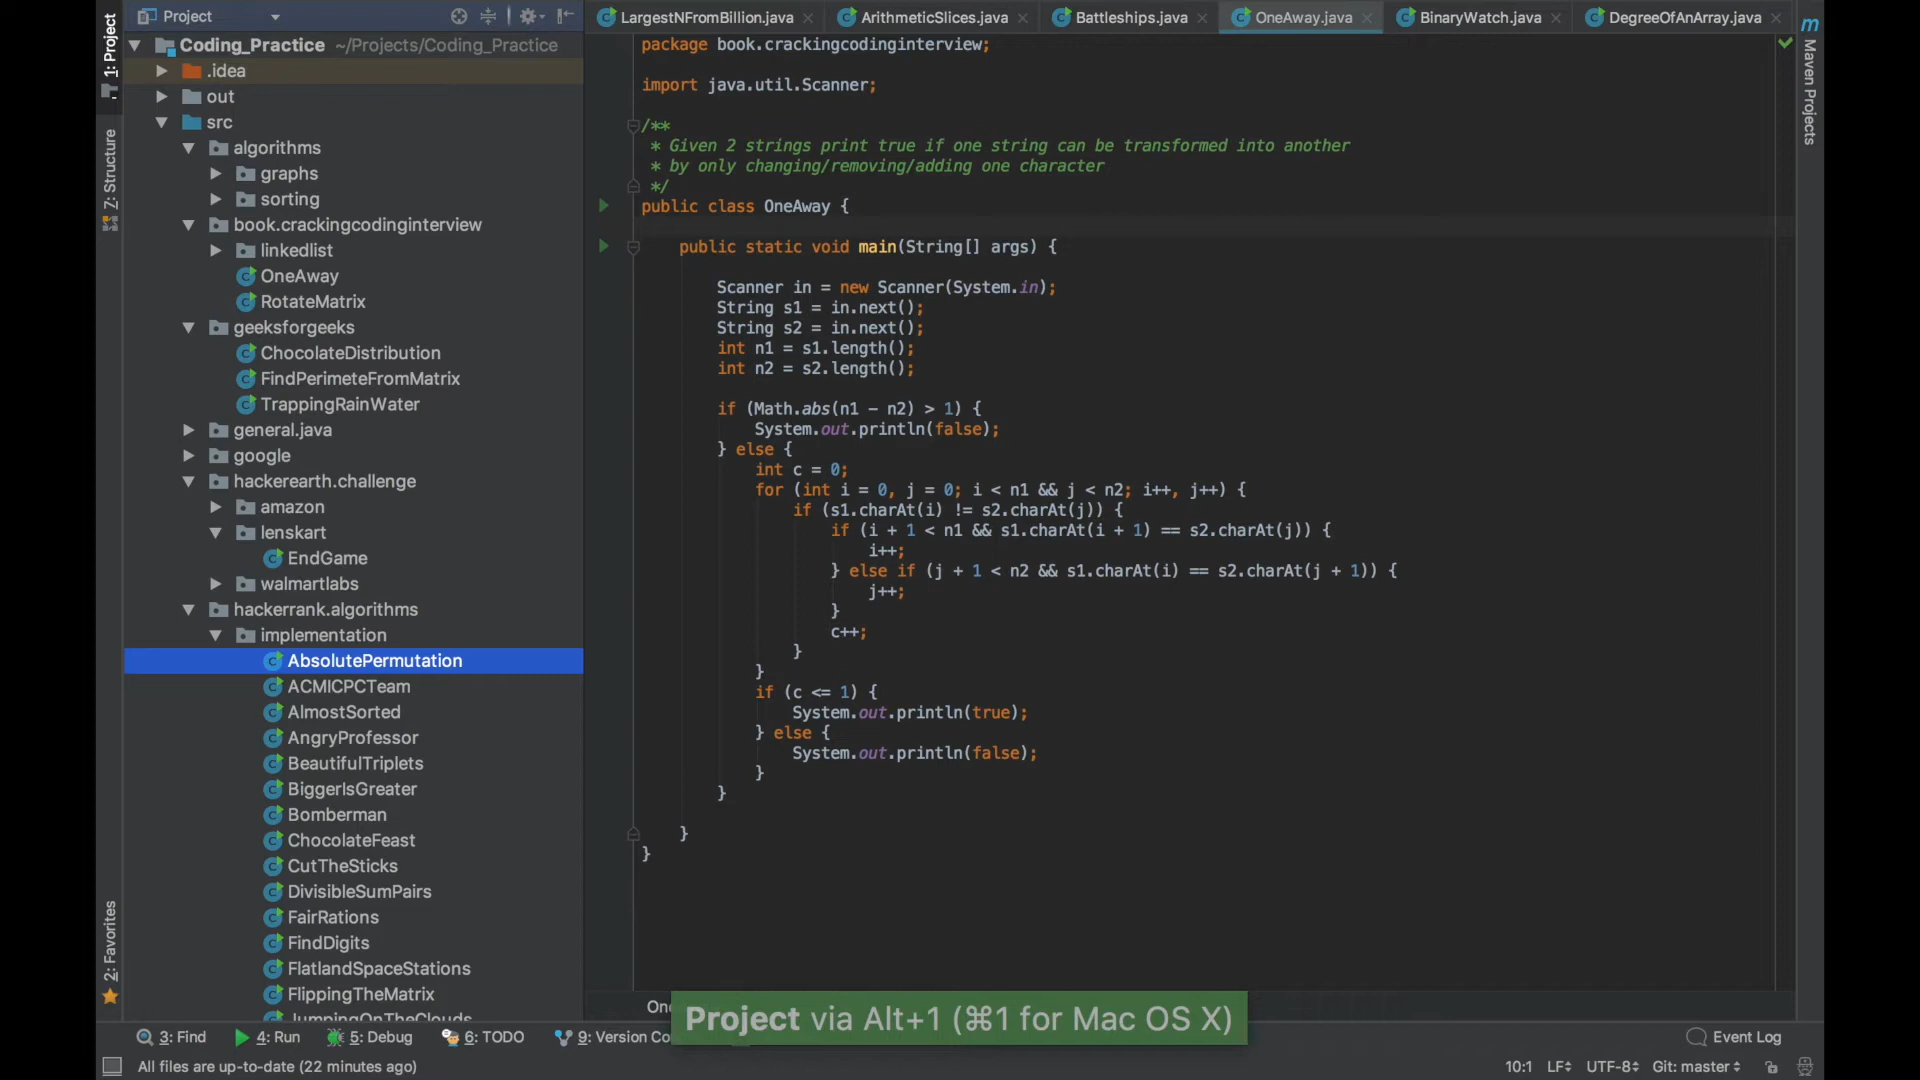 1: Project
7: Structure
2: Favorites
Project
Coding_Practice ~/Projects/Coding_Practice
.idea
out
src
algorithms
graphs
sorting
book.crackingcodinginterview
linkedlist
OneAway
RotateMatrix
geeksforgeeks
ChocolateDistribution
FindPerimeteFromMatrix
TrappingRainWater
general.java
google
hackerearth.challenge
amazon
lenskart
EndGame
walmartlabs
hackerrank.algorithms
implementation
AbsolutePermutation
ACMICPCTeam
AlmostSorted
AngryProfessor
BeautifulTriplets
BiggerIsGreater
Bomberman
ChocolateFeast
CutTheSticks
DivisibleSumPairs
FairRations
FindDigits
FlatlandSpaceStations
FlippingTheMatrix
JumpingOnTheClouds
LargestNFromBillion.java ArithmeticSlices.java Battleships.java OneAway.java BinaryWatch.java DegreeOfAnArray.java
package book.crackingcodinginterview;
import java.util.Scanner;
/**
* Given 2 strings print true if one string can be transformed into another
* by only changing/removing/adding one character
*/
public class OneAway {
public static void main(String[] args) {
Scanner in = new Scanner(System.in);
String s1 = in.next();
String s2 = in.next();
int n1 = s1.length();
int n2 = s2.length();
if (Math.abs(n1 - n2) > 1) {
System.out.println(false);
} else {
int c = 0;
for (int i = 0, j = 0; i < n1 && j < n2; i++, j++) {
if (s1.charAt(i) != s2.charAt(j)) {
if (i + 1 < n1 && s1.charAt(i + 1) == s2.charAt(j)) {
i++;
} else if (j + 1 < n2 && s1.charAt(i) == s2.charAt(j + 1)) {
j++;
}
c++;
}
}
if (c <= 1) {
System.out.println(true);
} else {
System.out.println(false);
}
}
}
}
m Maven Projects
Project via Alt+1 (⌘1 for Mac OS X)
3: Find 4: Run 5: Debug 6: TODO 9: Version Event Log
All files are up-to-date (22 minutes ago) 10:1 LF UTF-8 Git: master